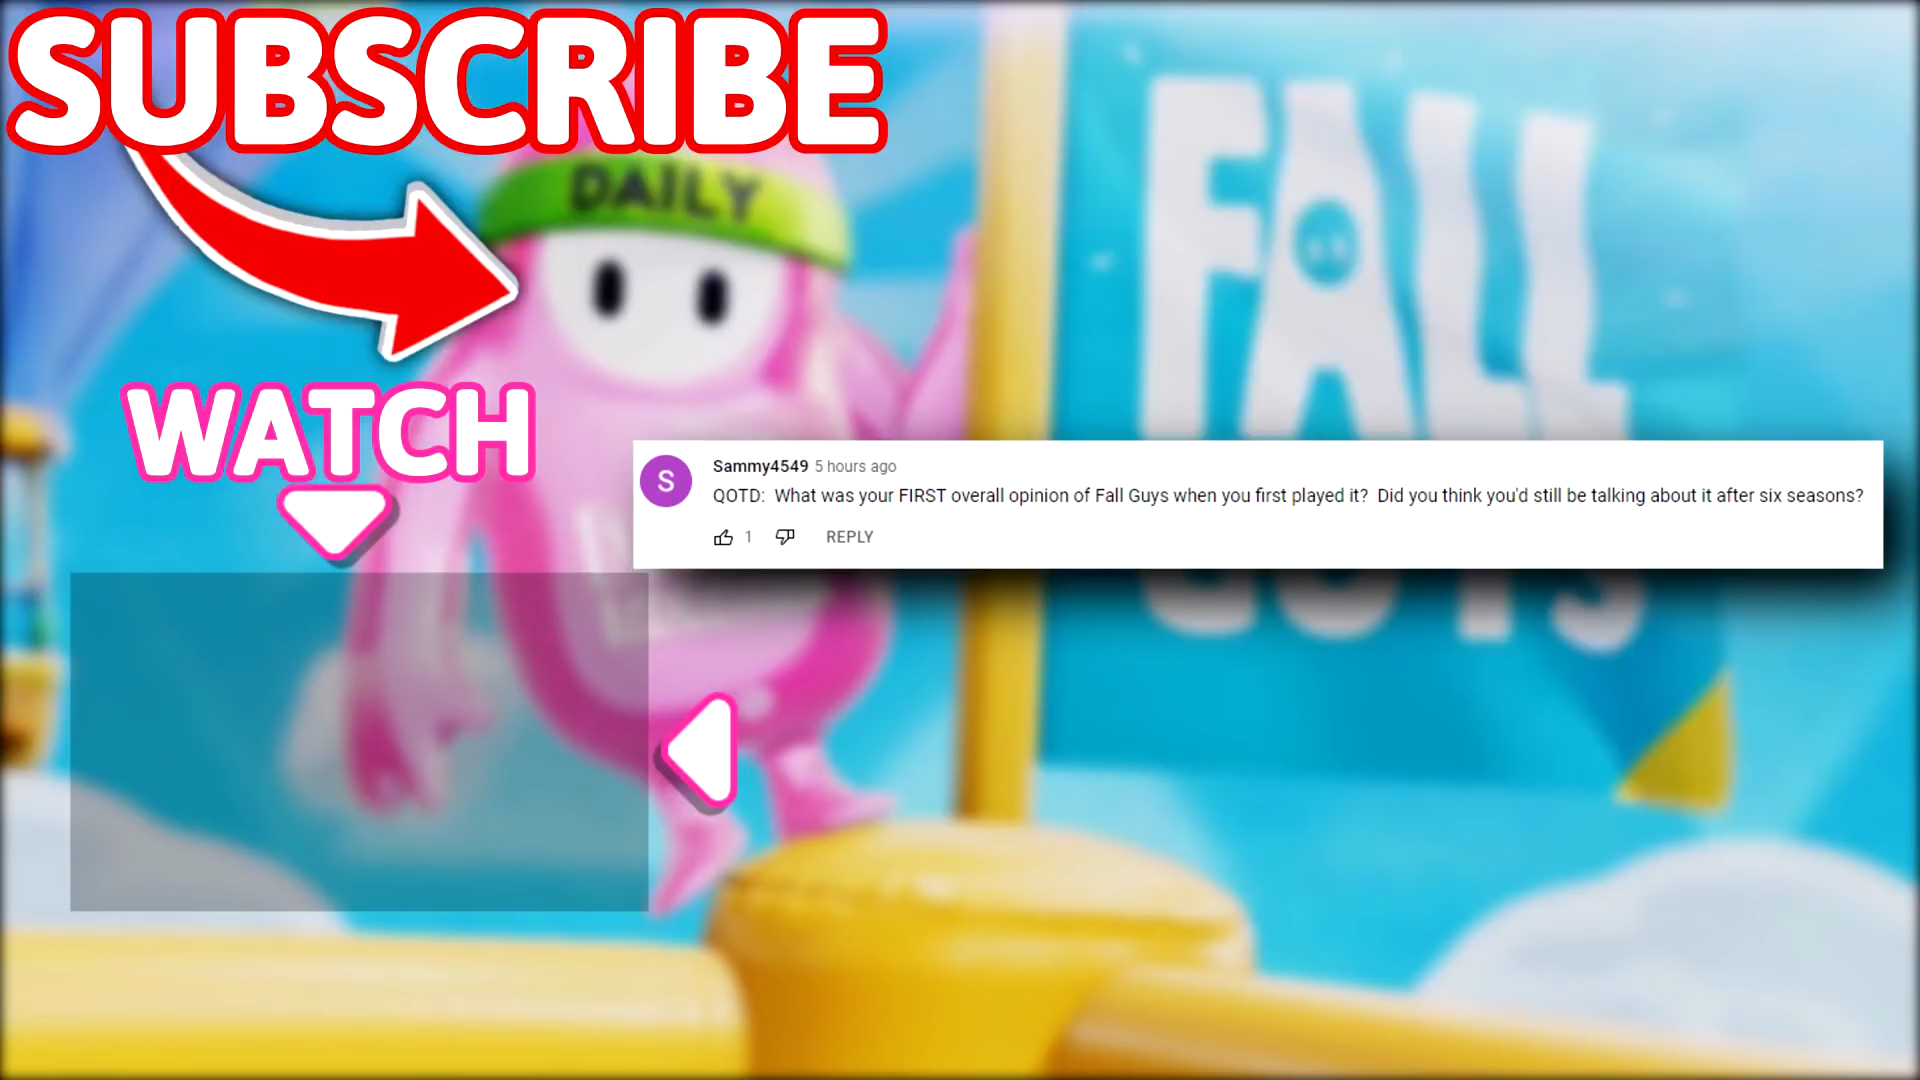 SUBSCRIBE
DAILY
FALL
WATCH
S
Sammy4549 5 hours ago
QOTD:  What was your FIRST overall opinion of Fall Guys when you first played it?  Did you think you'd still be talking about it after six seasons?
1 REPLY
GUYS